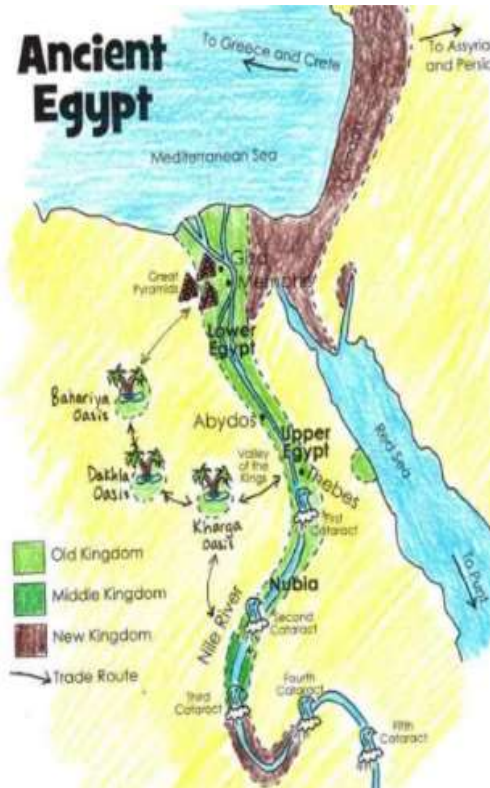 Ancient
Egypt
To Greece and Crete
To Assyria
and Persia
Mediterranean Sea
Giza
Memphis
Great
Pyramids
Lower
Egypt
Bahariya
Oasis
Abydos
Upper
Egypt
Valley
of the
Kings
Thebes
Red Sea
Dakhla
Oasis
Kharga
Oasis
First
Cataract
To Punt
Old Kingdom
Middle Kingdom
New Kingdom
Trade Route
Nubia
Nile River
Second
Cataract
Third
Cataract
Fourth
Cataract
Fifth
Cataract